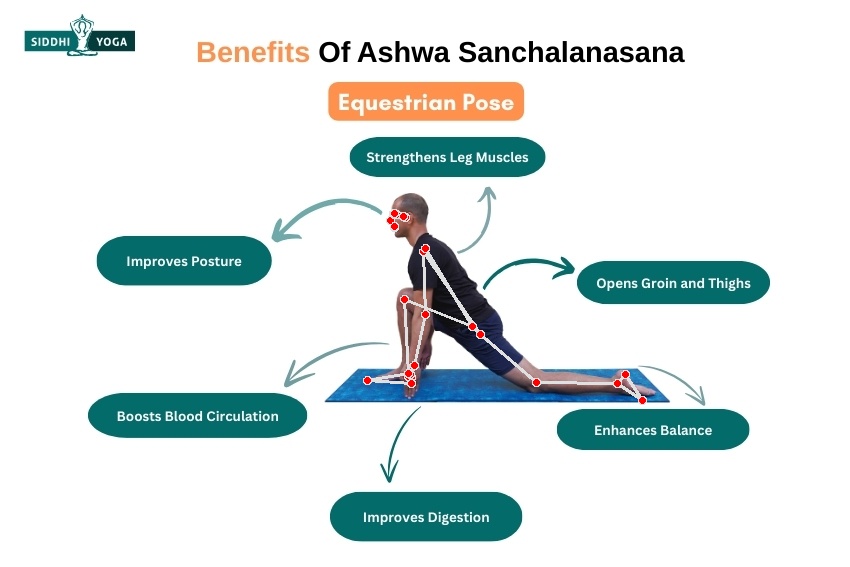 SIDDHI YOGA
Benefits Of Ashwa Sanchalanasana
Equestrian Pose
Strengthens Leg Muscles
Improves Posture
Opens Groin and Thighs
Boosts Blood Circulation
Enhances Balance
Improves Digestion